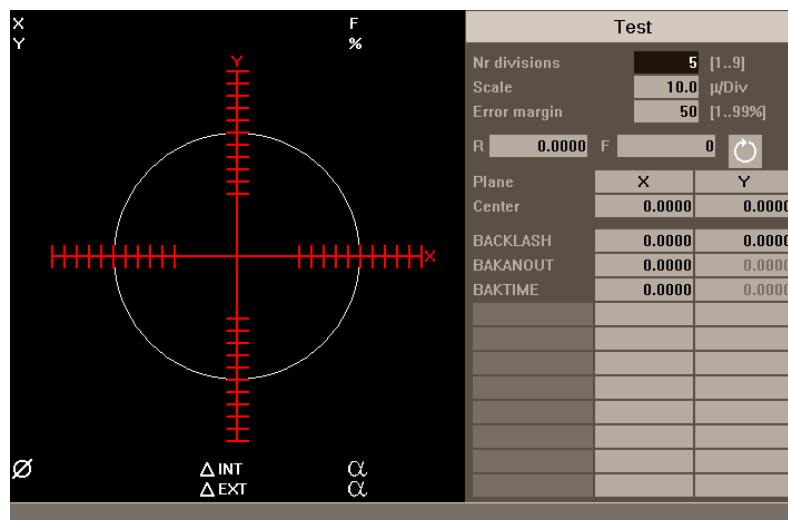 X F
Y %
Y
X
Ø
Δ INT α
Δ EXT α
Test
Nr divisions 5 [1..9]
Scale 10.0 µ/Div
Error margin 50 [1..99%]
R 0.0000 F 0
Plane X Y
Center 0.0000 0.0000
BACKLASH 0.0000 0.0000
BAKANOUT 0.0000 0.0000
BAKTIME 0.0000 0.0000